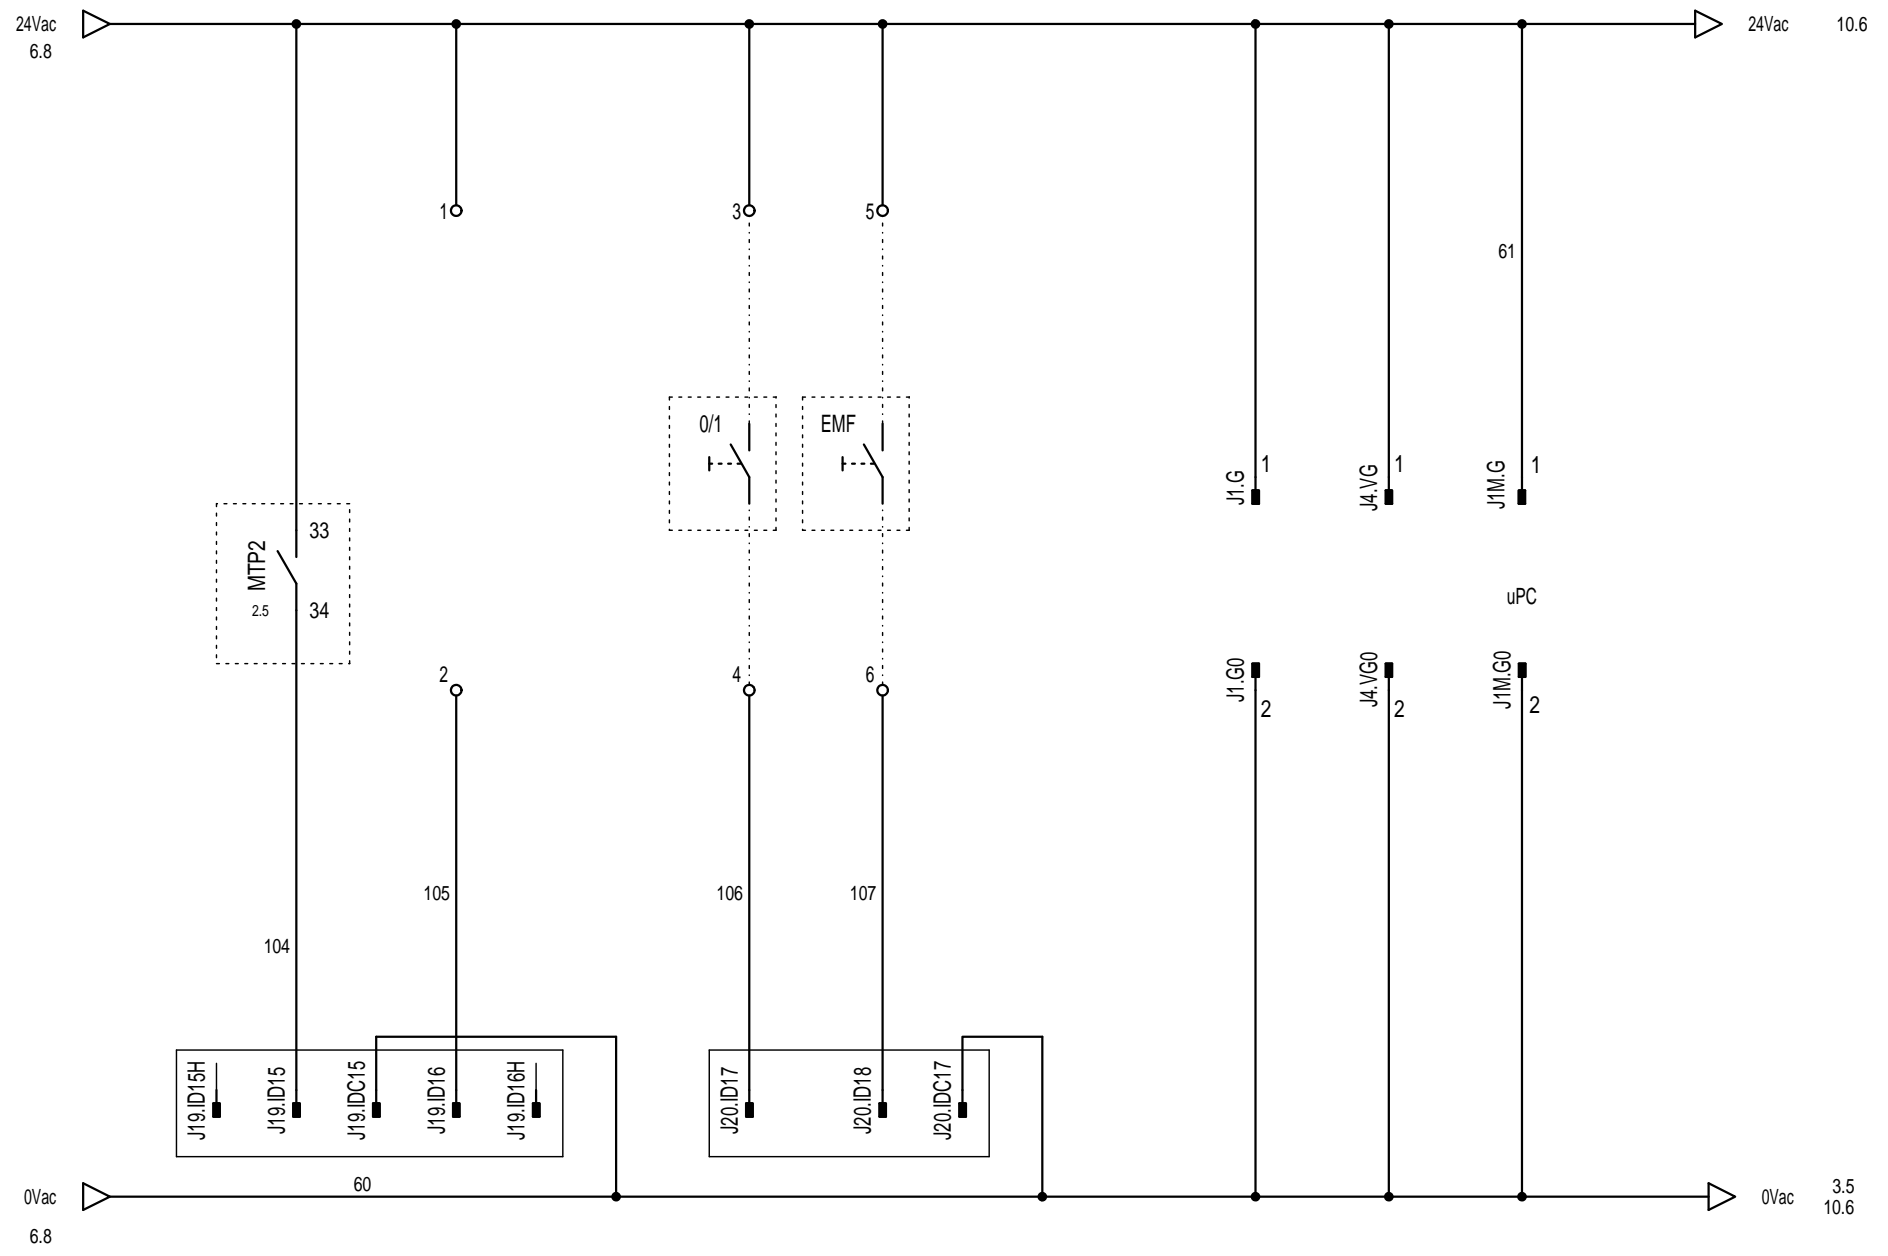 24Vac
6.8
24Vac 10.6
1
3
5
61
0/1
EMF
J1.G 1
J4.VG 1
J1M.G 1
MTP2
2.5
33
34
uPC
2
4
6
J1.G0 2
J4.VG0 2
J1M.G0 2
105
106
107
104
J19.ID15H
J19.ID15
J19.IDC15
J19.ID16
J19.ID16H
J20.ID17
J20.ID18
J20.IDC17
60
0Vac
6.8
0Vac
3.5
10.6